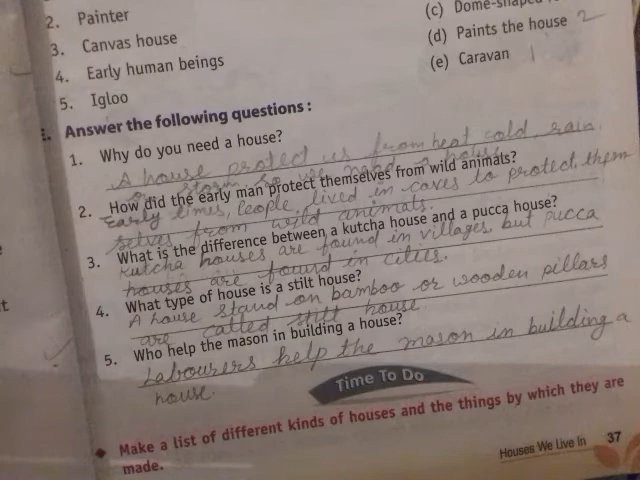 2. Painter
(c) Dome-shaped
3. Canvas house
(d) Paints the house 2
4. Early human beings
(e) Caravan 1
5. Igloo
Answer the following questions :
1. Why do you need a house?
A house protect us from heat cold, rain,
or storm so we need a house
2. How did the early man protect themselves from wild animals?
Early times, People lived in caves to protect them
selves from wild animals.
3. What is the difference between a kutcha house and a pucca house?
Kutcha houses are found in villages, but pucca
houses are found in cities.
4. What type of house is a stilt house?
A house stand on bamboo or wooden pillars
are called stilt house
5. Who help the mason in building a house?
Labourers help the mason in building a
house.
Time To Do
Make a list of different kinds of houses and the things by which they are
made.
Houses We Live In 37